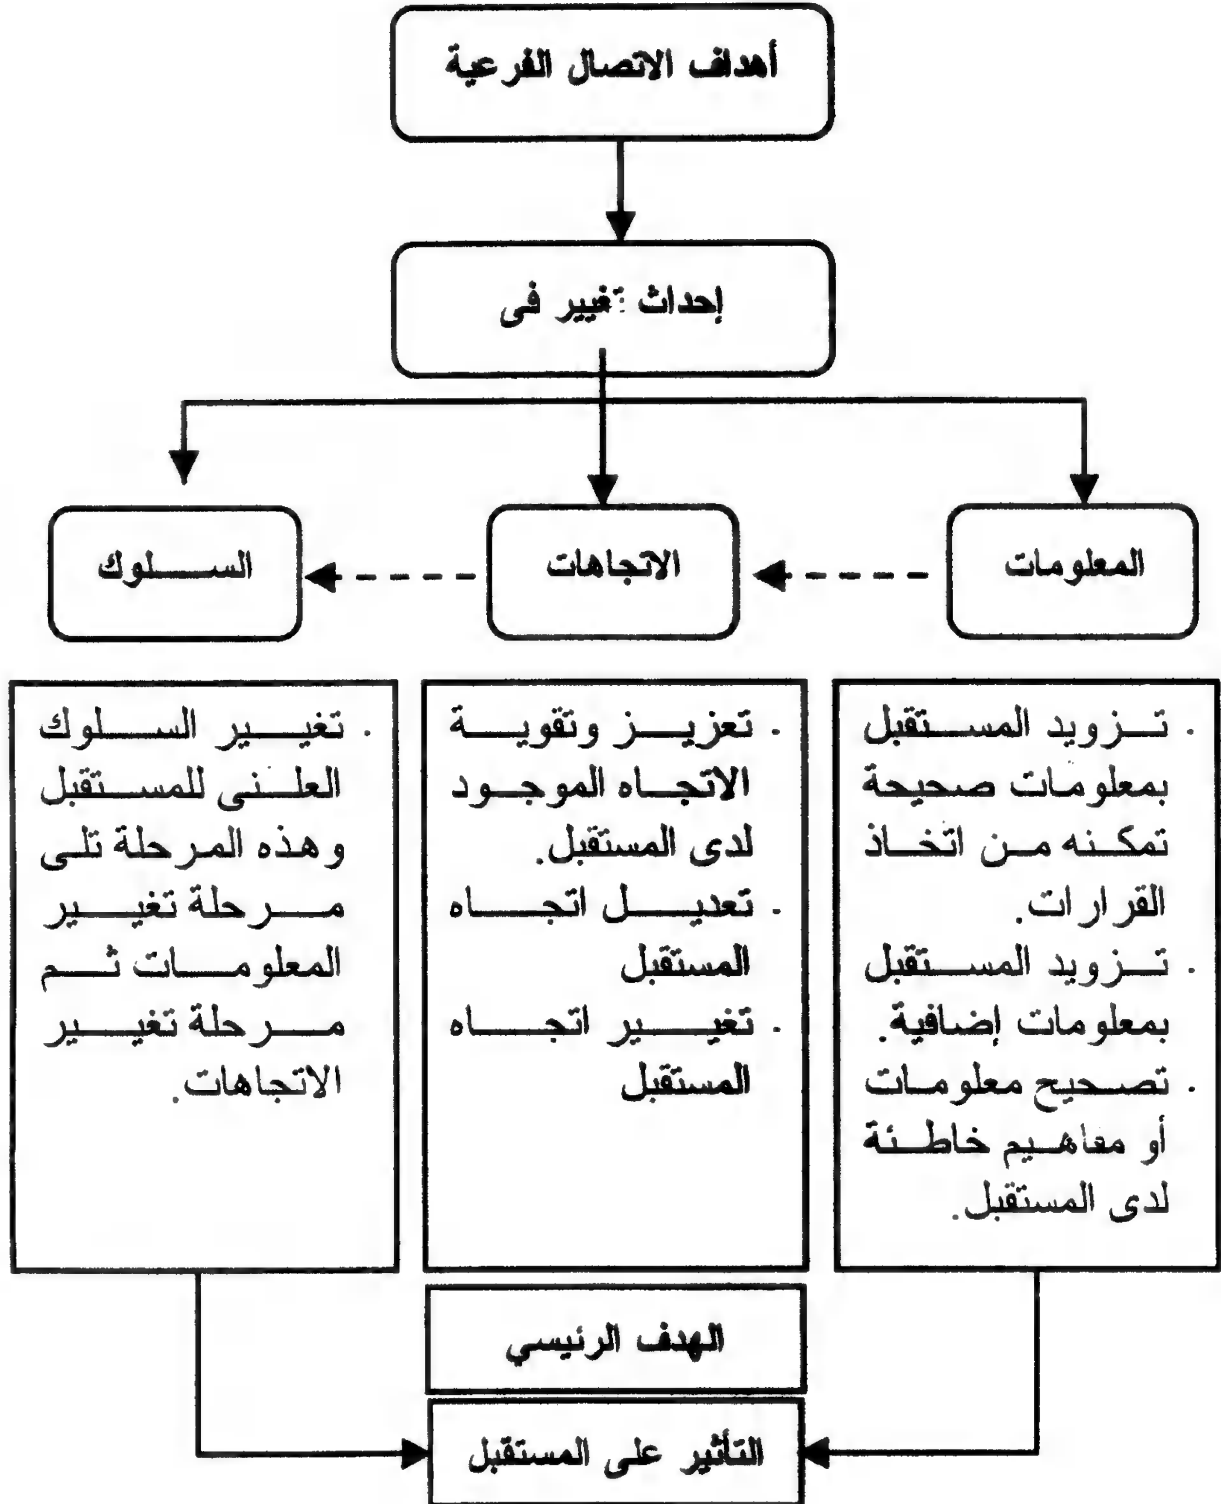 أهداف الاتصال الفرعية
إحداث تغيير فى
المعلومات
الاتجاهات
السلوك
. تزويد المستقبل
بمعلومات صحيحة
تمكنه من اتخاذ
القرارات.
. تزويد المستقبل
بمعلومات إضافية.
. تصحيح معلومات
أو مفاهيم خاطئة
لدى المستقبل.
. تعزيز وتقوية
الاتجاه الموجود
لدى المستقبل.
. تعديل اتجاه
المستقبل
. تغيير اتجاه
المستقبل
. تغيير السلوك
العلنى للمستقبل
وهذه المرحلة تلى
مرحلة تغيير
المعلومات ثم
مرحلة تغيير
الاتجاهات.
الهدف الرئيسي
التأثير على المستقبل